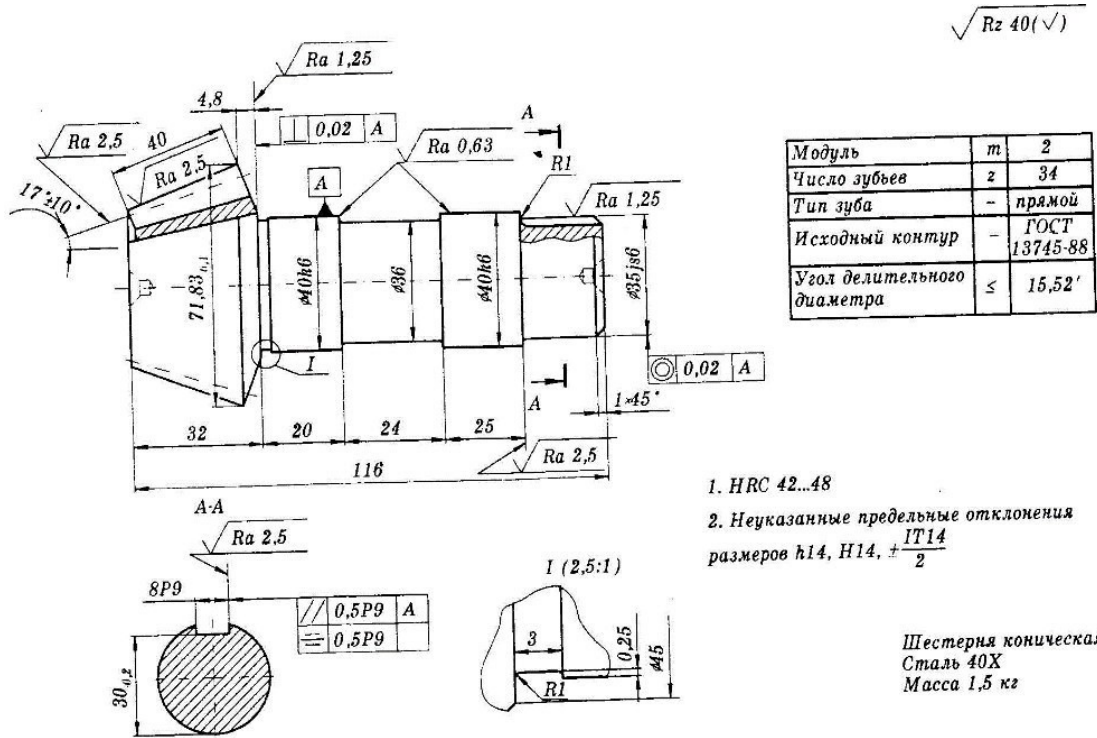 Rz 40(√)
Ra 1,25
4,8
40
⊥ 0,02 А
А
Ra 2,5
Ra 2,5
Ra 0,63
А
R1
Ra 1,25
17°±10'
71,83₋₀,₁
ø40k6
ø36
ø40k6
ø35js6
I
◎ 0,02 А
А
1×45°
32
20
24
25
Ra 2,5
116
Модуль m 2
Число зубьев z 34
Тип зуба – прямой
Исходный контур – ГОСТ
13745-88
Угол делительного
диаметра ≤ 15,52'
1. HRC 42...48
2. Неуказанные предельные отклонения
размеров h14, H14, ±IT14/2
А-А
Ra 2,5
8Р9
// 0,5Р9 А
⌯ 0,5Р9
30₋₀,₂
I (2,5:1)
3
0,25
ø45
R1
Шестерня коническая
Сталь 40Х
Масса 1,5 кг